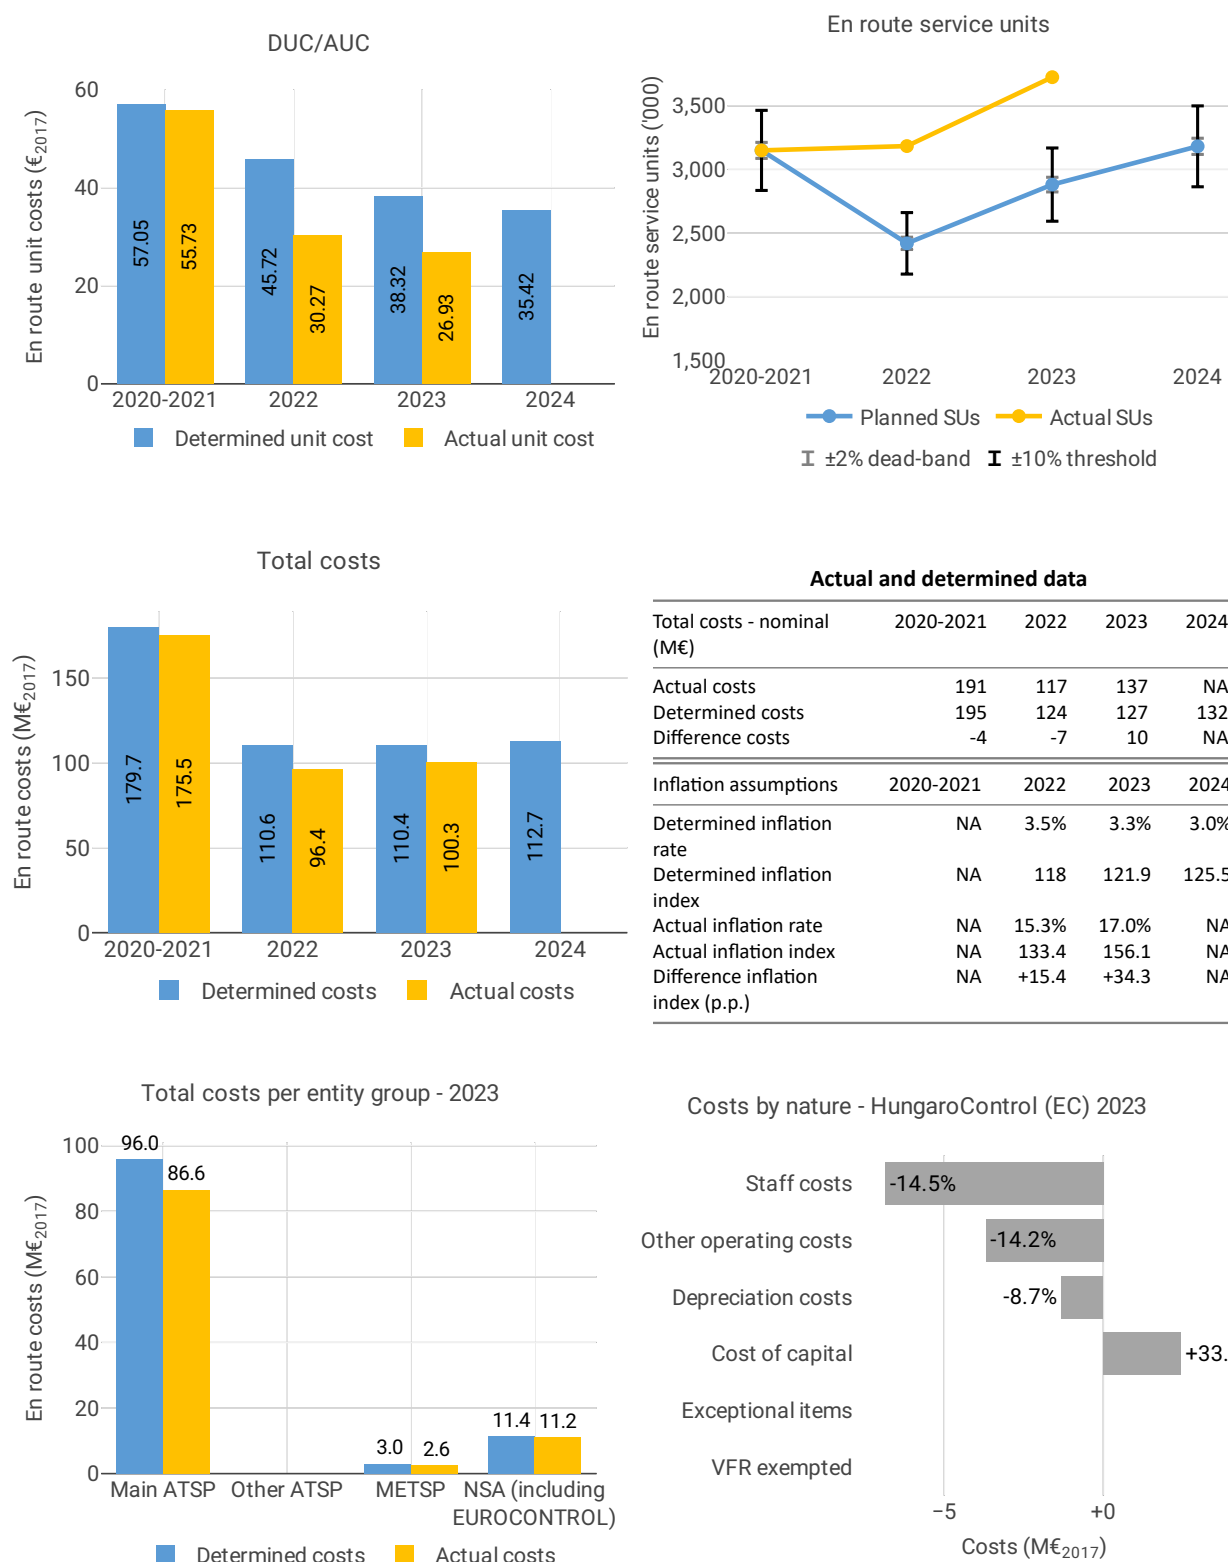 DUC/AUC
En route unit costs (€2017)
60
40
20
0
57.05
55.73
45.72
30.27
38.32
26.93
35.42
2020-2021
2022
2023
2024
Determined unit cost
Actual unit cost
En route service units
En route service units ('000)
3,500
3,000
2,500
2,000
1,500
2020-2021
2022
2023
2024
Planned SUs
Actual SUs
±2% dead-band
±10% threshold
Total costs
En route costs (M€2017)
150
100
50
0
179.7
175.5
110.6
96.4
110.4
100.3
112.7
2020-2021
2022
2023
2024
Determined costs
Actual costs
Actual and determined data
Total costs - nominal (M€) 2020-2021 2022 2023 2024
Actual costs 191 117 137 NA
Determined costs 195 124 127 132
Difference costs -4 -7 10 NA
Inflation assumptions 2020-2021 2022 2023 2024
Determined inflation rate NA 3.5% 3.3% 3.0%
Determined inflation index NA 118 121.9 125.5
Actual inflation rate NA 15.3% 17.0% NA
Actual inflation index NA 133.4 156.1 NA
Difference inflation index (p.p.) NA +15.4 +34.3 NA
Total costs per entity group - 2023
En route costs (M€2017)
100
80
60
40
20
0
96.0
86.6
3.0
2.6
11.4
11.2
Main ATSP
Other ATSP
METSP
NSA (including
EUROCONTROL)
Determined costs
Actual costs
Costs by nature - HungaroControl (EC) 2023
Staff costs
-14.5%
Other operating costs
-14.2%
Depreciation costs
-8.7%
Cost of capital
+33.
Exceptional items
VFR exempted
−5
+0
Costs (M€2017)